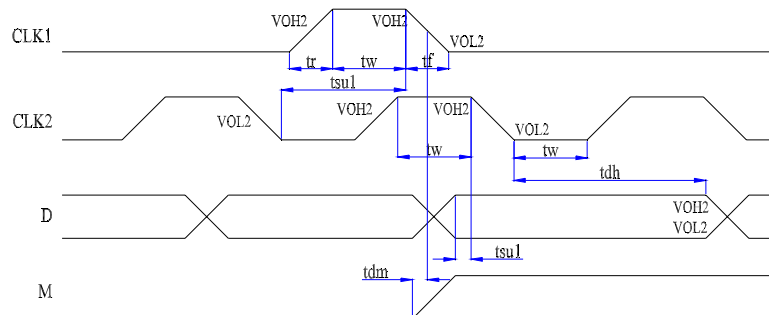 VOH2 VOH2
CLK1 VOL2
tr tw tf
tsu1
VOH2 VOH2
CLK2 VOL2 VOL2
tw tw
tdh
D VOH2
VOL2
tsu1
tdm
M